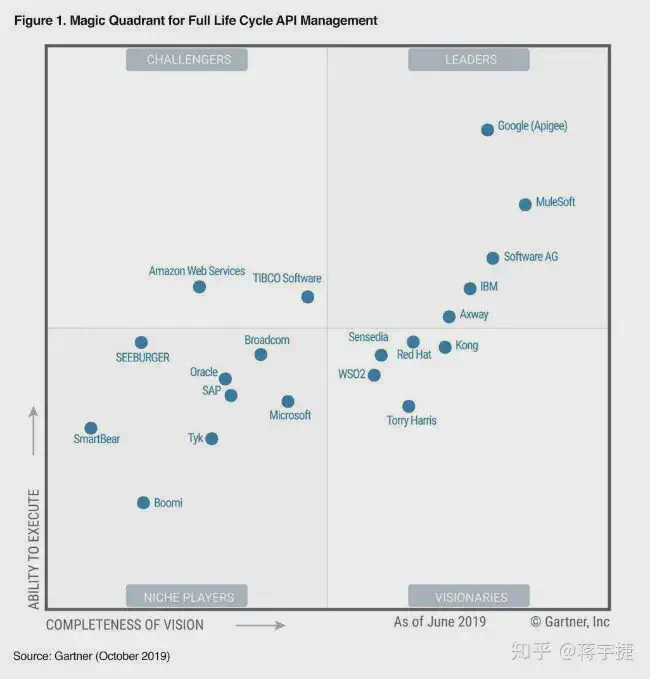 Figure 1. Magic Quadrant for Full Life Cycle API Management
CHALLENGERS
LEADERS
Google (Apigee)
MuleSoft
Software AG
Amazon Web Services
TIBCO Software
IBM
Axway
SEEBURGER
Broadcom
Sensedia
Red Hat
Kong
Oracle
SAP
WSO2
Microsoft
Torry Harris
SmartBear
Tyk
Boomi
ABILITY TO EXECUTE
NICHE PLAYERS
VISIONARIES
COMPLETENESS OF VISION
As of June 2019
© Gartner, Inc
Source: Gartner (October 2019)
知乎 @蒋宇捷